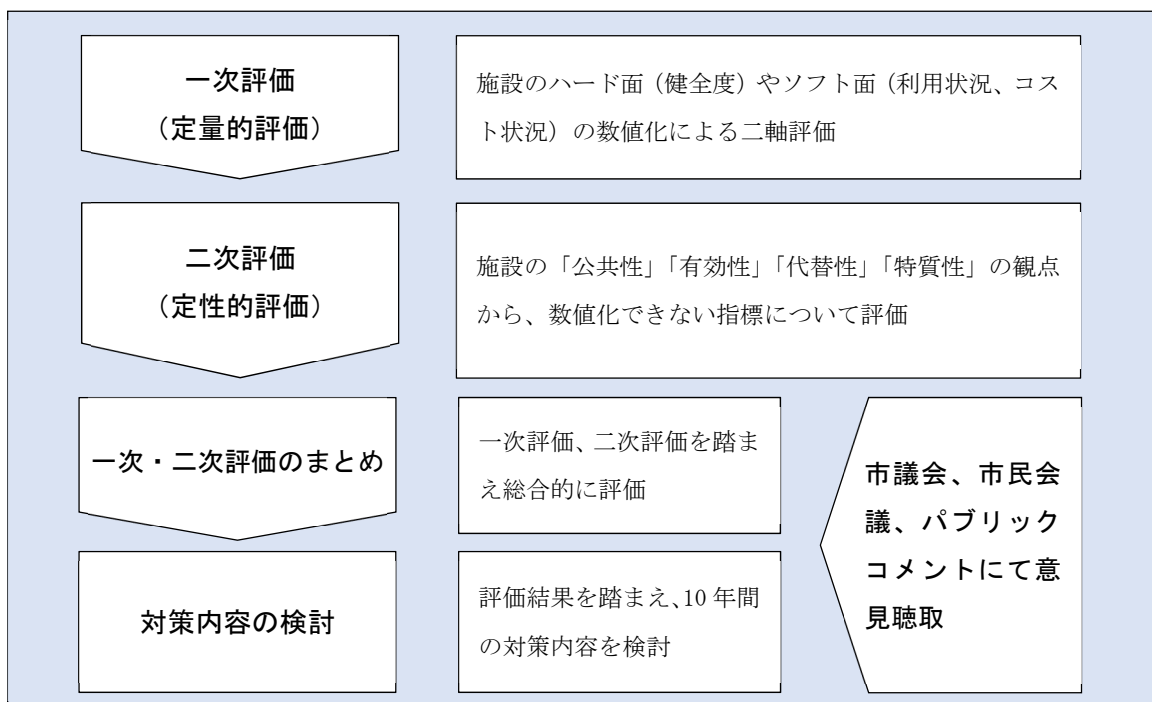 一次評価
（定量的評価）
施設のハード面（健全度）やソフト面（利用状況、コス
ト状況）の数値化による二軸評価
二次評価
（定性的評価）
施設の「公共性」「有効性」「代替性」「特質性」の観点
から、数値化できない指標について評価
一次・二次評価のまとめ
一次評価、二次評価を踏ま
え総合的に評価
対策内容の検討
評価結果を踏まえ、10 年間
の対策内容を検討
市議会、市民会
議、パブリック
コメントにて意
見聴取